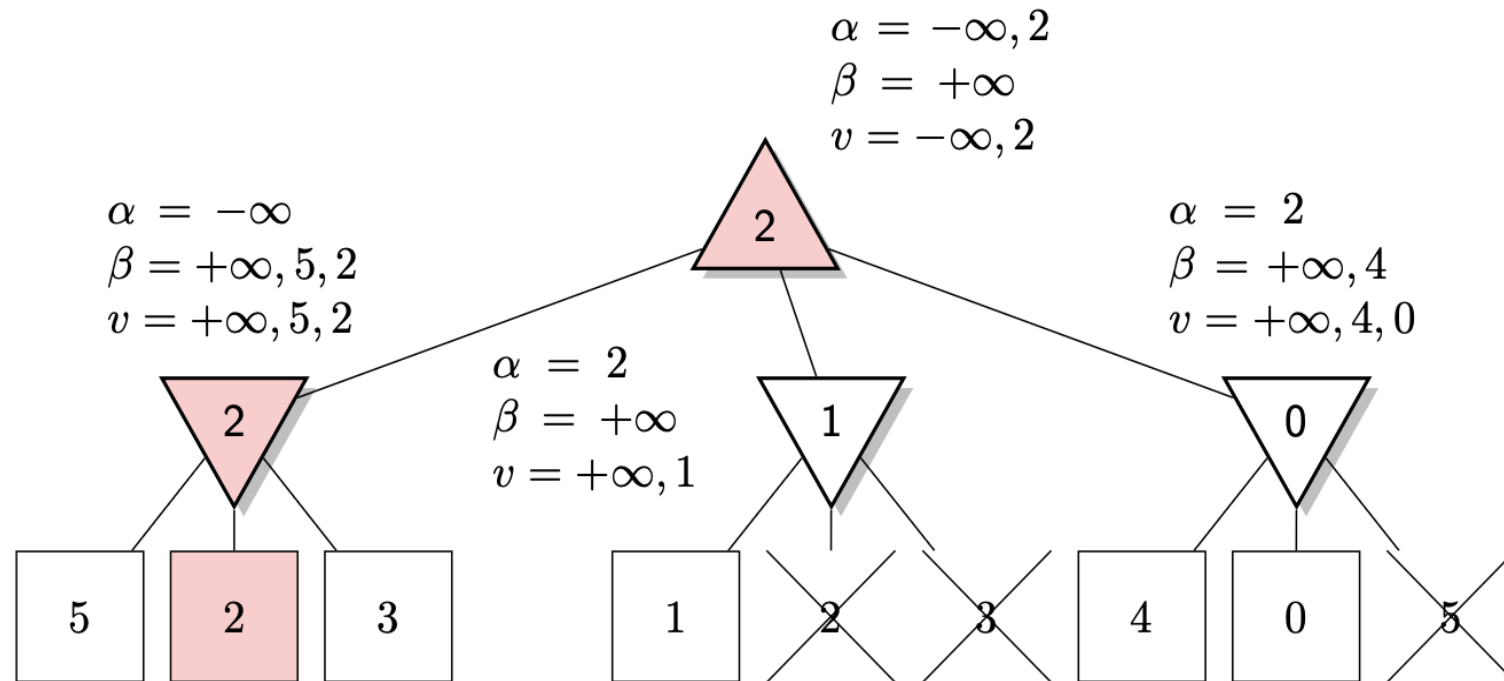 α = −∞, 2
β = +∞
v = −∞, 2
2
α = −∞
β = +∞, 5, 2
v = +∞, 5, 2
α = 2
β = +∞, 4
v = +∞, 4, 0
α = 2
β = +∞
v = +∞, 1
2
1
0
5 2 3 1 2 3 4 0 5